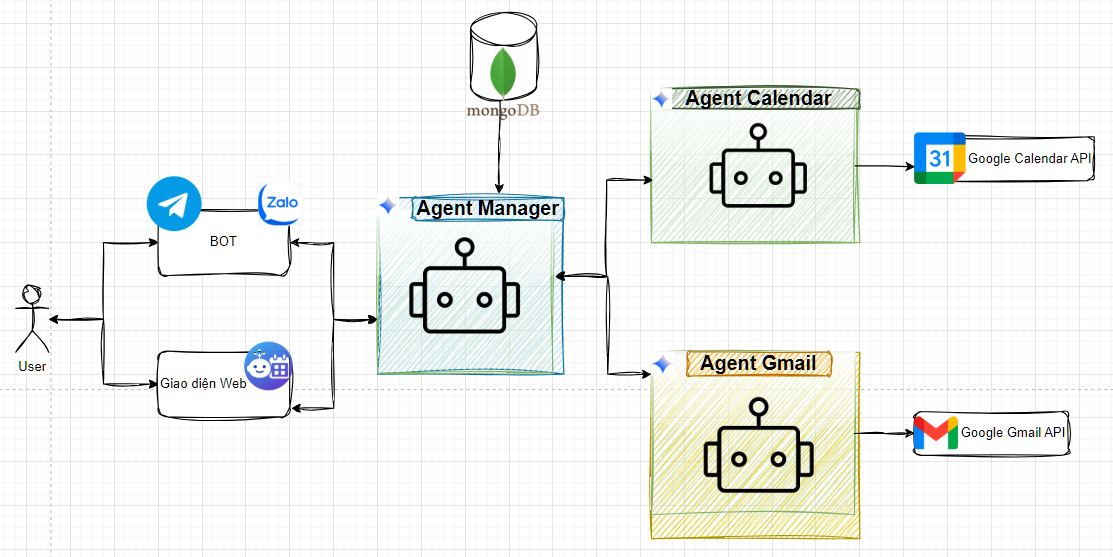 mongoDB
Agent Calendar
31
Google Calendar API
Zalo
Agent Manager
BOT
User
Giao diện Web
Agent Gmail
Google Gmail API